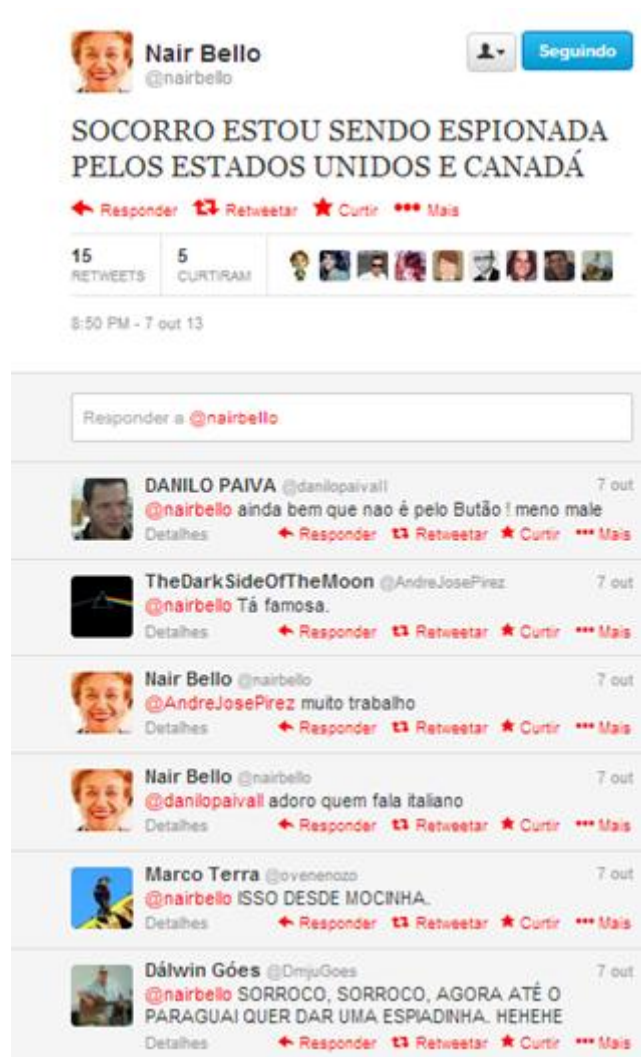 Nair Bello
@nairbello
Seguindo
SOCORRO ESTOU SENDO ESPIONADA
PELOS ESTADOS UNIDOS E CANADÁ
Responder Retweetar Curtir Mais
15
RETWEETS
5
CURTIRAM
8:50 PM - 7 out 13
Responder a @nairbello
DANILO PAIVA @danilopaivall 7 out
@nairbello ainda bem que nao é pelo Butão ! meno male
Detalhes Responder Retweetar Curtir Mais
TheDarkSideOfTheMoon @AndreJosePirez 7 out
@nairbello Tá famosa.
Detalhes Responder Retweetar Curtir Mais
Nair Bello @nairbello 7 out
@AndreJosePirez muito trabalho
Detalhes Responder Retweetar Curtir Mais
Nair Bello @nairbello 7 out
@danilopaivall adoro quem fala italiano
Detalhes Responder Retweetar Curtir Mais
Marco Terra @ovenenozo 7 out
@nairbello ISSO DESDE MOCINHA.
Detalhes Responder Retweetar Curtir Mais
Dálwin Góes @DmjuGoes 7 out
@nairbello SORROCO, SORROCO, AGORA ATÉ O
PARAGUAI QUER DAR UMA ESPIADINHA. HEHEHE
Detalhes Responder Retweetar Curtir Mais